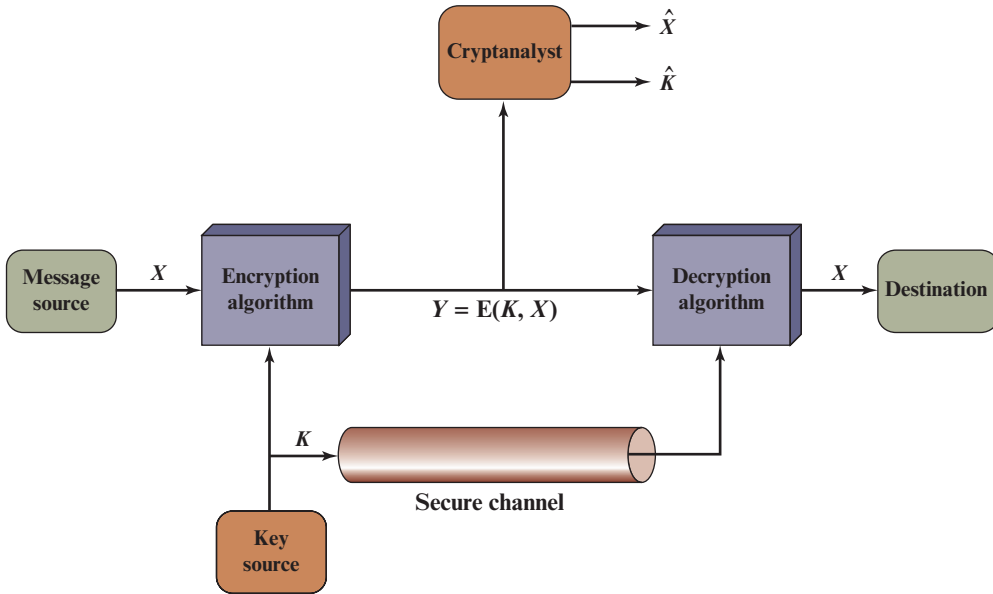 Cryptanalyst
X̂
K̂
Message
source
X
Encryption
algorithm
Y = E(K, X)
Decryption
algorithm
X
Destination
K
Secure channel
Key
source